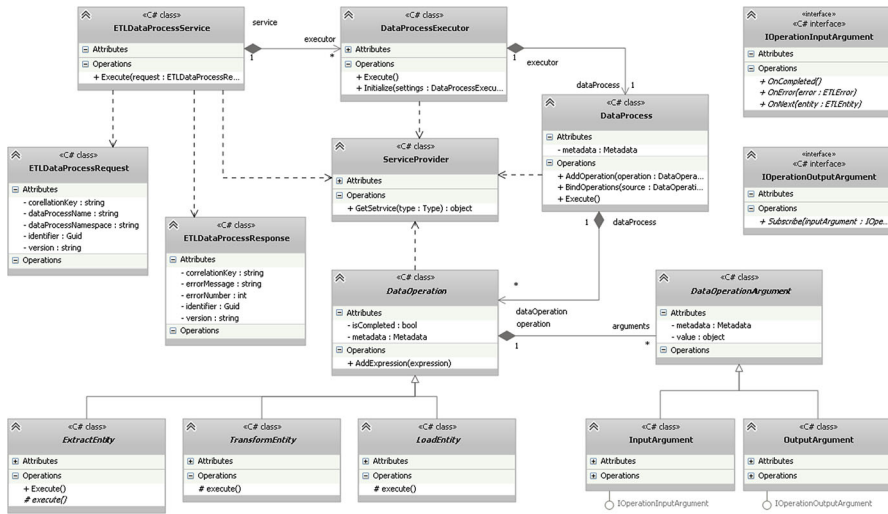 «C# class»
ETLDataProcessService
Attributes
Operations
+ Execute(request : ETLDataProcessRe...
service
executor
1
*
«C# class»
DataProcessExecutor
Attributes
Operations
+ Execute()
+ Initialize(settings : DataProcessExecu...
1
executor
dataProcess
1
«interface»
«C# interface»
IOperationInputArgument
Attributes
Operations
+ OnCompleted()
+ OnError(error : ETLError)
+ OnNext(entity : ETLEntity)
«C# class»
DataProcess
Attributes
- metadata : Metadata
Operations
+ AddOperation(operation : DataOpera...
+ BindOperations(source : DataOperati...
+ Execute()
«C# class»
ETLDataProcessRequest
Attributes
- corellationKey : string
- dataProcessName : string
- dataProcessNamespace : string
- identifier : Guid
- version : string
Operations
«C# class»
ServiceProvider
Attributes
Operations
+ GetSetrvice(type : Type) : object
«interface»
«C# interface»
IOperationOutputArgument
Attributes
Operations
+ Subscribe(inputArgument : IOpe...
«C# class»
ETLDataProcessResponse
Attributes
- correlationKey : string
- errorMessage : string
- errorNumber : int
- identifier : Guid
- version : string
Operations
1
dataProcess
*
dataOperation
«C# class»
DataOperation
Attributes
- isCompleted : bool
- metadata : Metadata
Operations
+ AddExpression(expression)
operation
1
arguments
*
«C# class»
DataOperationArgument
Attributes
- metadata : Metadata
- value : object
Operations
«C# class»
ExtractEntity
Attributes
Operations
+ Execute()
# execute()
«C# class»
TransformEntity
Attributes
Operations
# execute()
«C# class»
LoadEntity
Attributes
Operations
# execute()
«C# class»
InputArgument
Attributes
Operations
IOperationInputArgument
«C# class»
OutputArgument
Attributes
Operations
IOperationOutputArgument